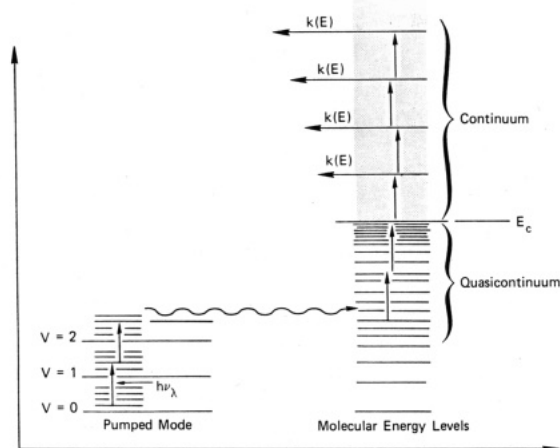 k(E)
k(E)
k(E)
k(E)
Continuum
E_c
Quasicontinuum
V = 2
V = 1
hν_λ
V = 0
Pumped Mode
Molecular Energy Levels